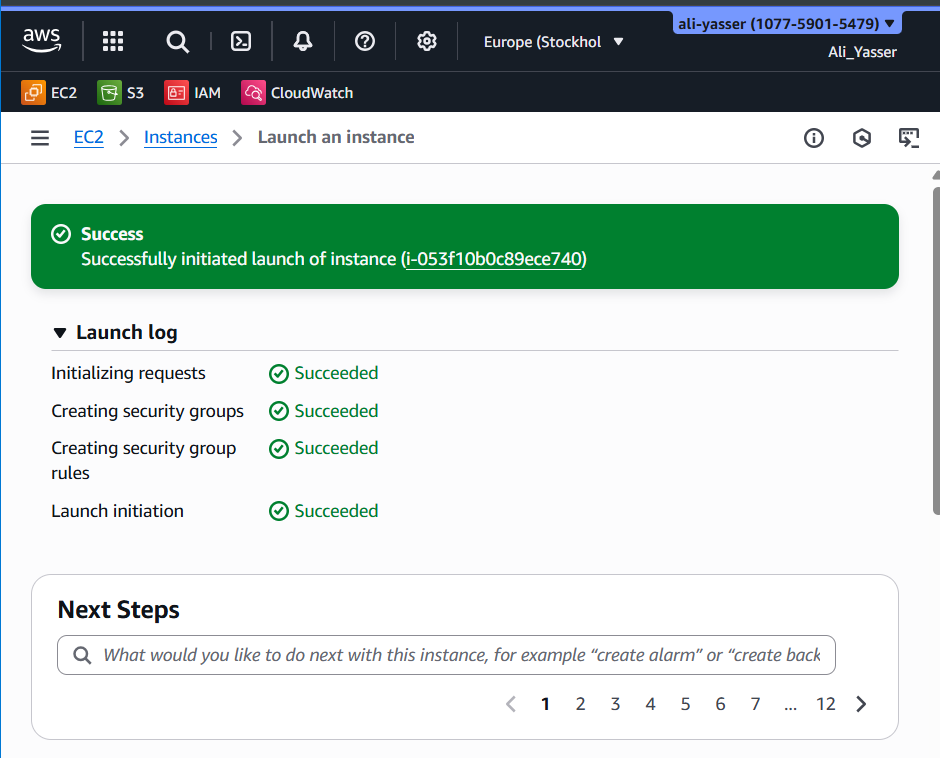 aws
Europe (Stockhol
ali-yasser (1077-5901-5479)
Ali_Yasser
EC2
S3
IAM
CloudWatch
EC2
Instances
Launch an instance
Success
Successfully initiated launch of instance (i-053f10b0c89ece740)
Launch log
Initializing requests
Succeeded
Creating security groups
Succeeded
Creating security group
rules
Succeeded
Launch initiation
Succeeded
Next Steps
What would you like to do next with this instance, for example “create alarm” or “create back
1 2 3 4 5 6 7 ... 12